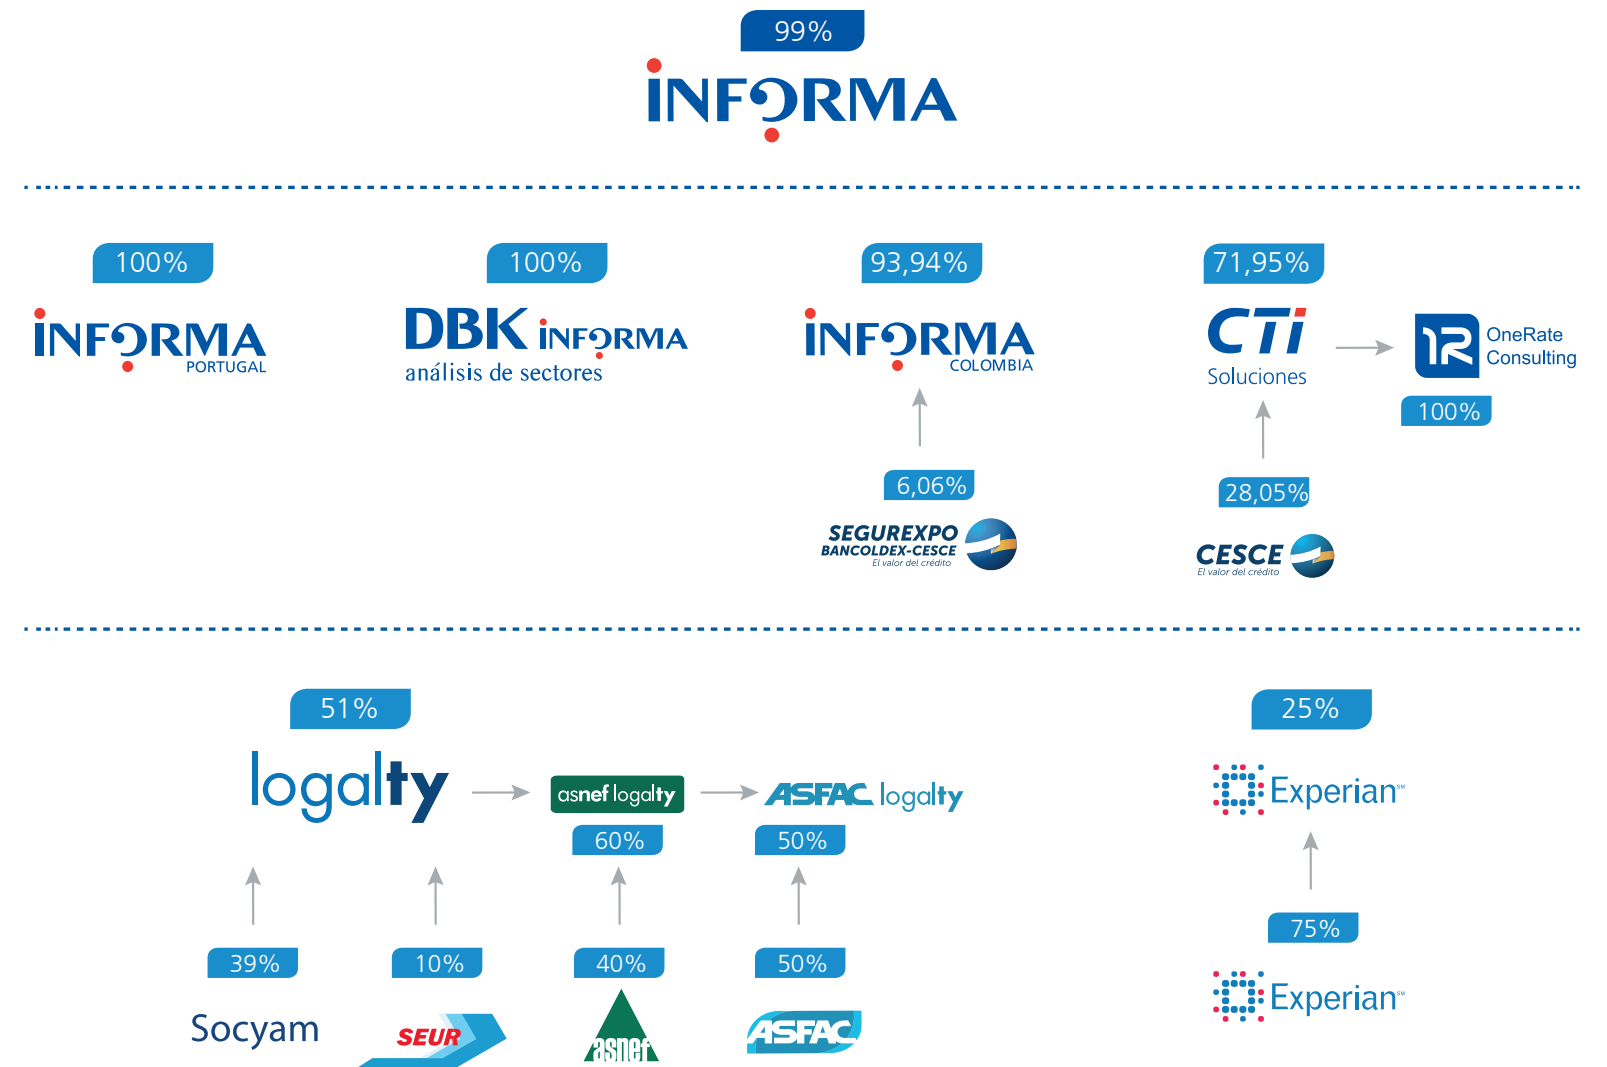 99%
INFORMA
100%
INFORMA
PORTUGAL
100%
DBK INFORMA
análisis de sectores
93,94%
INFORMA
COLOMBIA
6,06%
SEGUREXPO
BANCOLDEX-CESCE
El valor del crédito
71,95%
CTi
Soluciones
1R
OneRate
Consulting
100%
28,05%
CESCE
El valor del crédito
51%
logalty
asnef logalty
60%
ASFAC logalty
50%
39%
Socyam
10%
SEUR
40%
asnef
50%
ASFAC
25%
Experian SM
75%
Experian SM